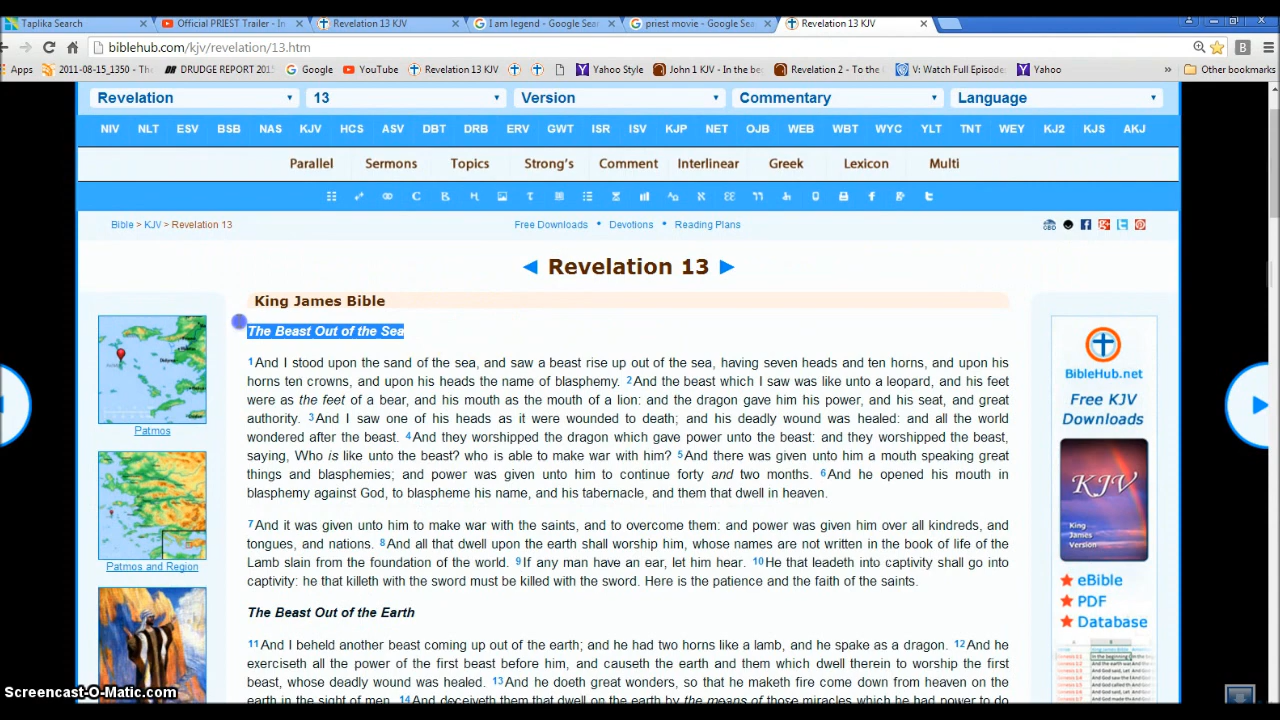 Taplika Search
Official PRIEST Trailer - In
Revelation 13 KJV
I am legend - Google Sea
priest movie - Google Sea
Revelation 13 KJV
biblehub.com/kjv/revelation/13.htm
Apps
2011-08-15_1350 - Th
DRUDGE REPORT 201
Google
YouTube
Revelation 13 KJV
Yahoo Style
John 1 KJV - In the be
Revelation 2 - To the
V: Watch Full Episode
Yahoo
»
Other bookmarks
Revelation
13
Version
Commentary
Language
NIV NLT ESV BSB NAS KJV HCS ASV DBT DRB ERV GWT ISR ISV KJP NET OJB WEB WBT WYC YLT TNT WEY KJ2 KJS AKJ
Parallel Sermons Topics Strong's Comment Interlinear Greek Lexicon Multi
Bible > KJV > Revelation 13
Free Downloads • Devotions • Reading Plans
Revelation 13
King James Bible
The Beast Out of the Sea
1And I stood upon the sand of the sea, and saw a beast rise up out of the sea, having seven heads and ten horns, and upon his
horns ten crowns, and upon his heads the name of blasphemy. 2And the beast which I saw was like unto a leopard, and his feet
were as the feet of a bear, and his mouth as the mouth of a lion: and the dragon gave him his power, and his seat, and great
authority. 3And I saw one of his heads as it were wounded to death; and his deadly wound was healed: and all the world
wondered after the beast. 4And they worshipped the dragon which gave power unto the beast: and they worshipped the beast,
saying, Who is like unto the beast? who is able to make war with him? 5And there was given unto him a mouth speaking great
things and blasphemies; and power was given unto him to continue forty and two months. 6And he opened his mouth in
blasphemy against God, to blaspheme his name, and his tabernacle, and them that dwell in heaven.
7And it was given unto him to make war with the saints, and to overcome them: and power was given him over all kindreds, and
tongues, and nations. 8And all that dwell upon the earth shall worship him, whose names are not written in the book of life of the
Lamb slain from the foundation of the world. 9If any man have an ear, let him hear. 10He that leadeth into captivity shall go into
captivity: he that killeth with the sword must be killed with the sword. Here is the patience and the faith of the saints.
The Beast Out of the Earth
11And I beheld another beast coming up out of the earth; and he had two horns like a lamb, and he spake as a dragon. 12And he
exerciseth all the power of the first beast before him, and causeth the earth and them which dwell therein to worship the first
beast, whose deadly wound was healed. 13And he doeth great wonders, so that he maketh fire come down from heaven on the
the means of those miracles which he had power to do
Patmos
Patmos and Region
BibleHub.net
Free KJV
Downloads
KJV
King
James
Version
eBible
PDF
Database
Screencast-O-Matic.com